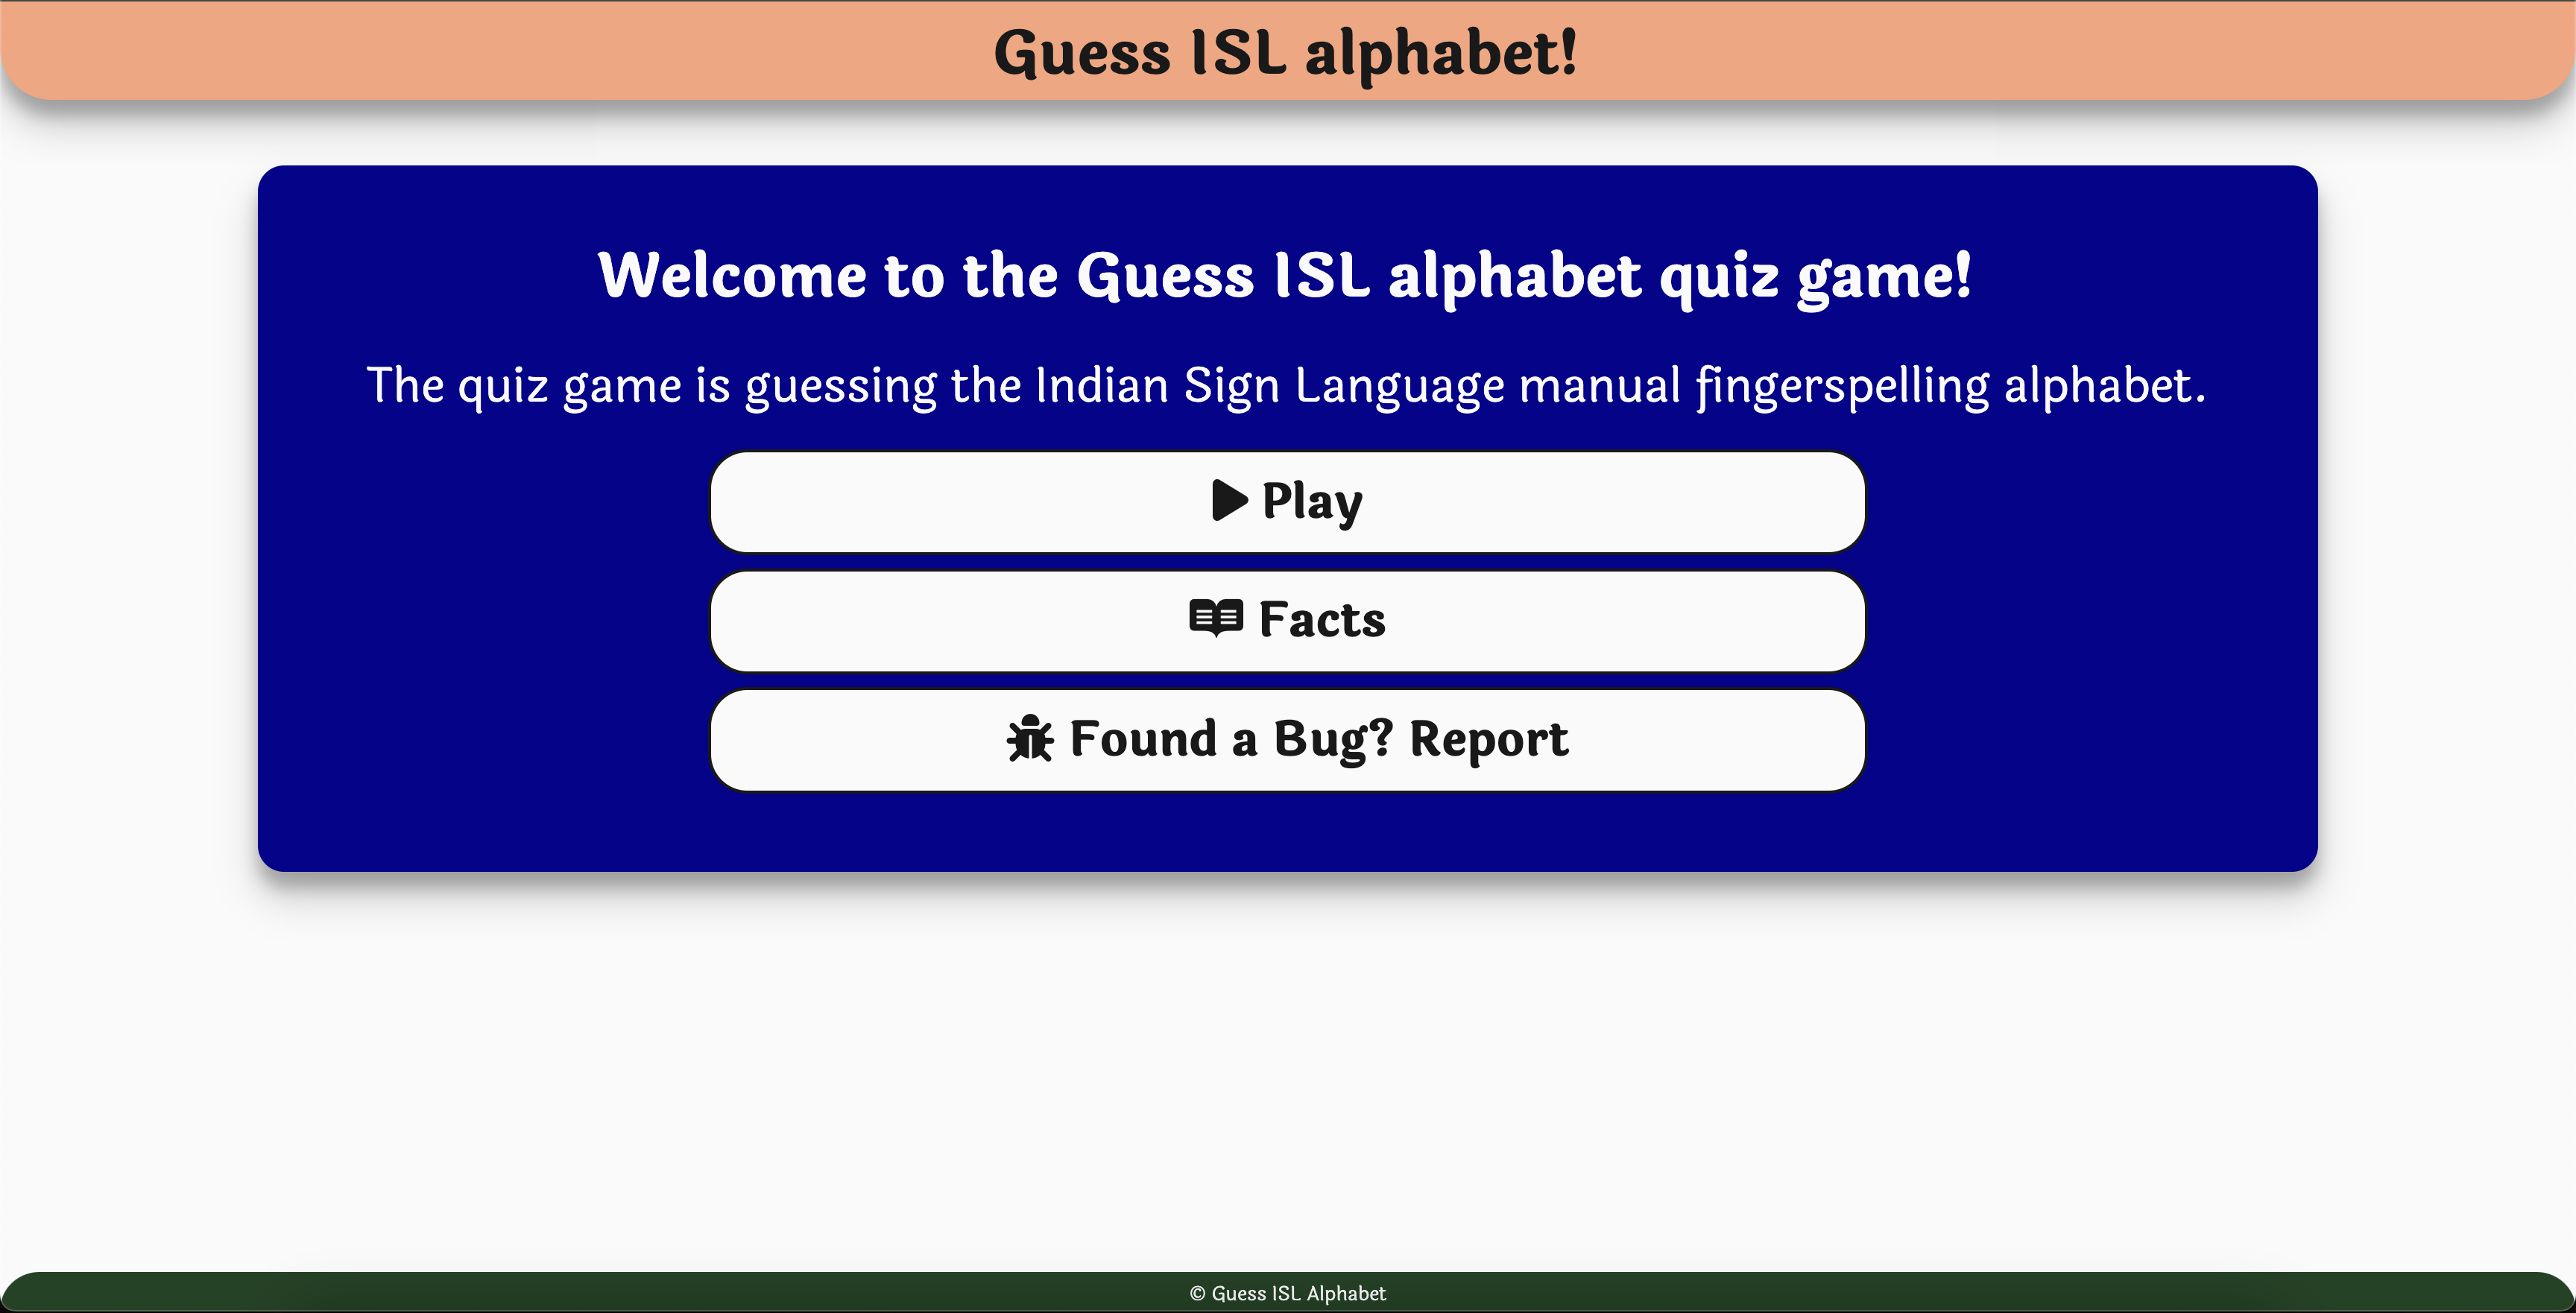 Guess ISL alphabet!
Welcome to the Guess ISL alphabet quiz game!
The quiz game is guessing the Indian Sign Language manual fingerspelling alphabet.
Play
Facts
Found a Bug? Report
© Guess ISL Alphabet